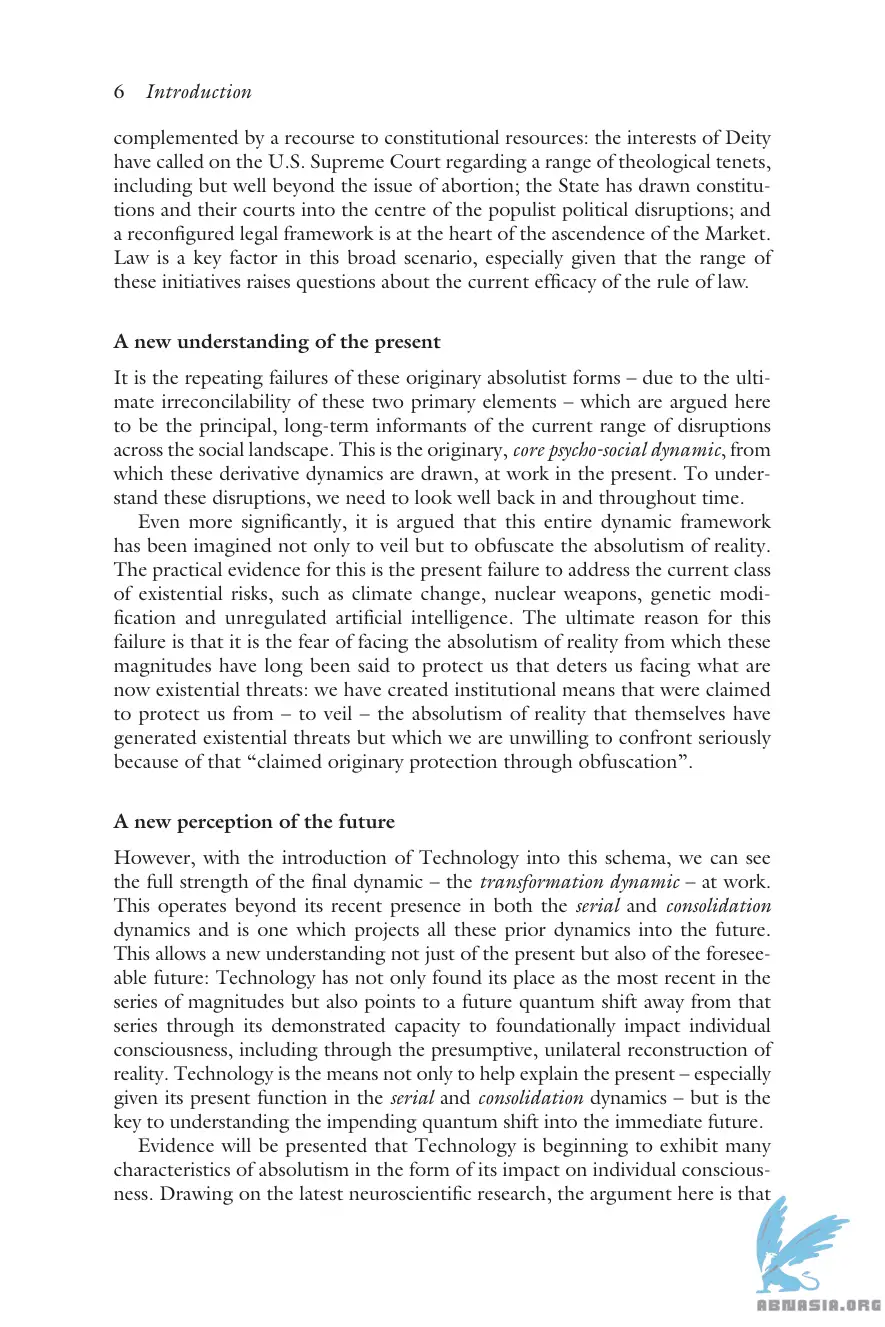 6 Introduction
complemented by a recourse to constitutional resources: the interests of Deity
have called on the U.S. Supreme Court regarding a range of theological tenets,
including but well beyond the issue of abortion; the State has drawn constitu-
tions and their courts into the centre of the populist political disruptions; and
a reconfigured legal framework is at the heart of the ascendence of the Market.
Law is a key factor in this broad scenario, especially given that the range of
these initiatives raises questions about the current efficacy of the rule of law.
A new understanding of the present
It is the repeating failures of these originary absolutist forms – due to the ulti-
mate irreconcilability of these two primary elements – which are argued here
to be the principal, long-term informants of the current range of disruptions
across the social landscape. This is the originary, core psycho-social dynamic, from
which these derivative dynamics are drawn, at work in the present. To under-
stand these disruptions, we need to look well back in and throughout time.
Even more significantly, it is argued that this entire dynamic framework
has been imagined not only to veil but to obfuscate the absolutism of reality.
The practical evidence for this is the present failure to address the current class
of existential risks, such as climate change, nuclear weapons, genetic modi-
fication and unregulated artificial intelligence. The ultimate reason for this
failure is that it is the fear of facing the absolutism of reality from which these
magnitudes have long been said to protect us that deters us facing what are
now existential threats: we have created institutional means that were claimed
to protect us from – to veil – the absolutism of reality that themselves have
generated existential threats but which we are unwilling to confront seriously
because of that “claimed originary protection through obfuscation”.
A new perception of the future
However, with the introduction of Technology into this schema, we can see
the full strength of the final dynamic – the transformation dynamic – at work.
This operates beyond its recent presence in both the serial and consolidation
dynamics and is one which projects all these prior dynamics into the future.
This allows a new understanding not just of the present but also of the foresee-
able future: Technology has not only found its place as the most recent in the
series of magnitudes but also points to a future quantum shift away from that
series through its demonstrated capacity to foundationally impact individual
consciousness, including through the presumptive, unilateral reconstruction of
reality. Technology is the means not only to help explain the present – especially
given its present function in the serial and consolidation dynamics – but is the
key to understanding the impending quantum shift into the immediate future.
Evidence will be presented that Technology is beginning to exhibit many
characteristics of absolutism in the form of its impact on individual conscious-
ness. Drawing on the latest neuroscientific research, the argument here is that
ABNASIA.ORG